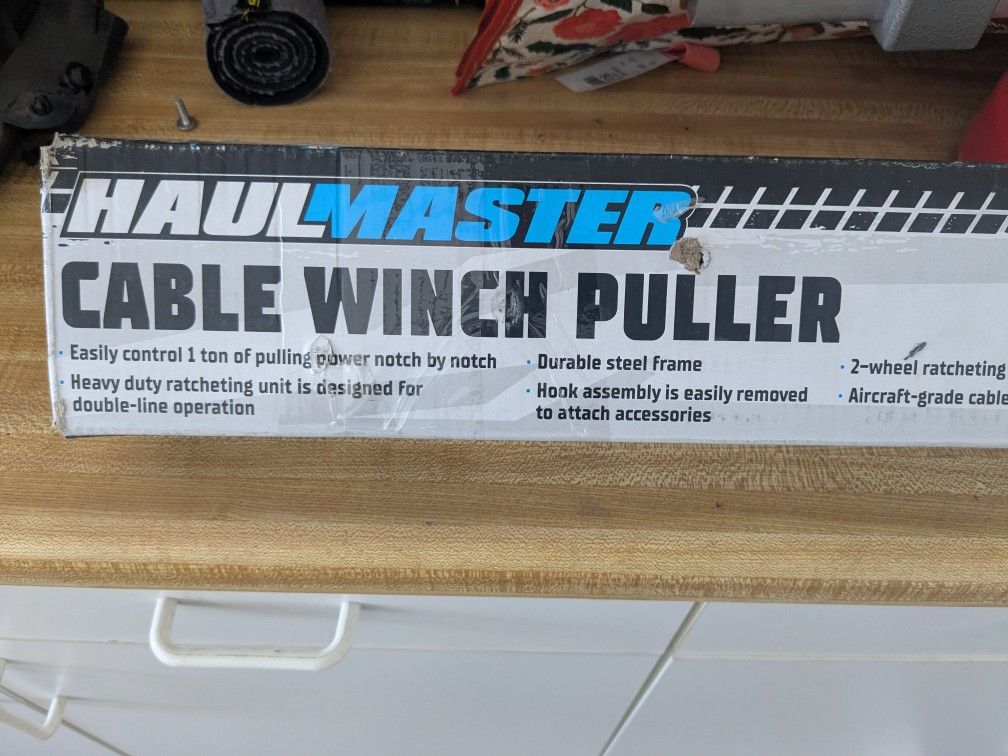 HAULMASTER
CABLE WINCH PULLER
· Easily control 1 ton of pulling power notch by notch
· Heavy duty ratcheting unit is designed for
double-line operation
· Durable steel frame
· Hook assembly is easily removed
to attach accessories
· 2-wheel ratcheting
· Aircraft-grade cable